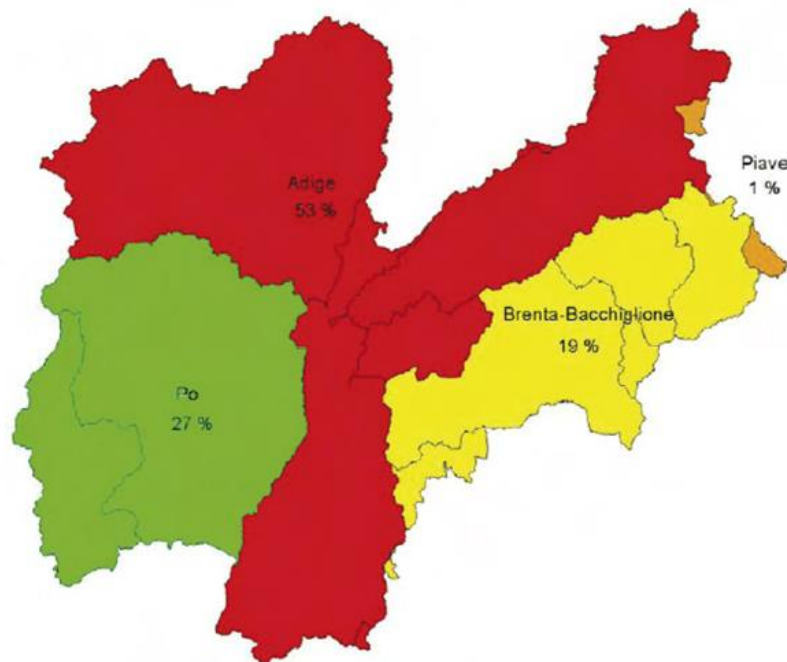 Adige
53 %
Piave
1 %
Brenta-Bacchiglione
19 %
Po
27 %